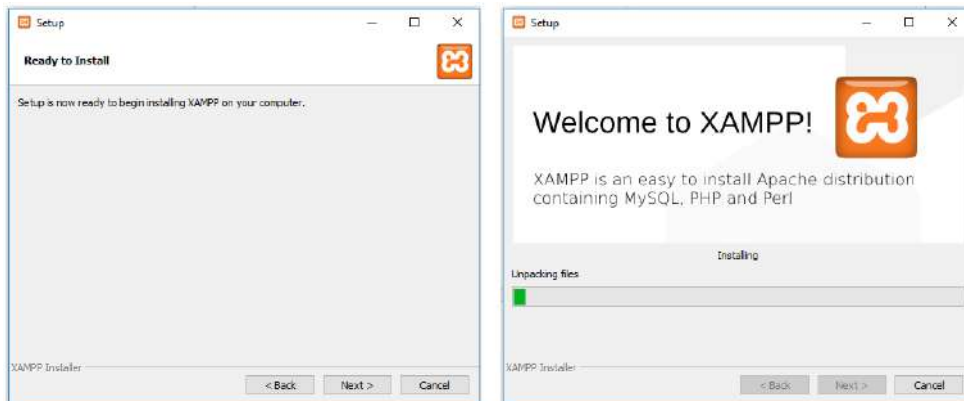 Setup
Ready to Install
Setup is now ready to begin installing XAMPP on your computer.
XAMPP Installer
< Back
Next >
Cancel
Setup
Welcome to XAMPP!
XAMPP is an easy to install Apache distribution
containing MySQL, PHP and Perl
Installing
Unpacking files
XAMPP Installer
< Back
Next >
Cancel